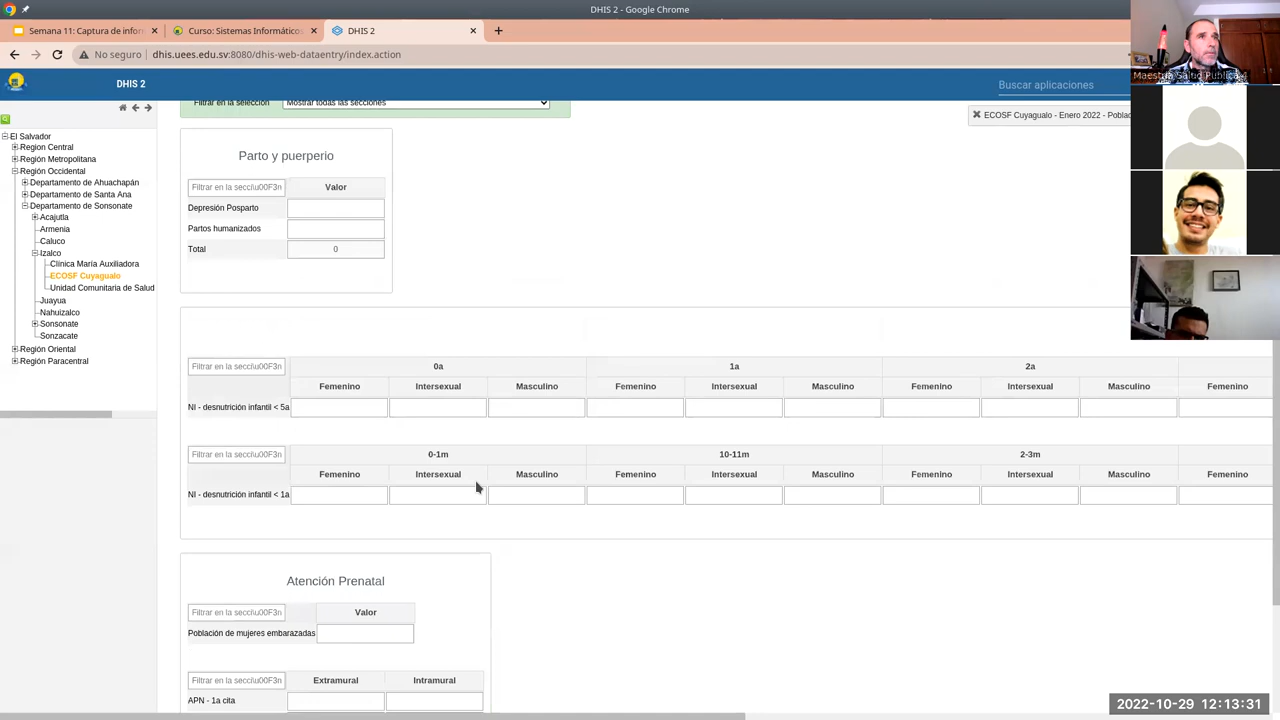 DHIS 2 - Google Chrome
Semana 11: Captura de infor
Curso: Sistemas Informáticos
DHIS 2
No seguro
dhis.uees.edu.sv:8080/dhis-web-dataentry/index.action
DHIS 2
Buscar aplicaciones
Maestría Salud Publica 4
Filtrar en la selección
Mostrar todas las secciones
ECOSF Cuyagualo - Enero 2022 - Poblac
El Salvador
Region Central
Región Metropolitana
Región Occidental
Departamento de Ahuachapán
Departamento de Santa Ana
Departamento de Sonsonate
Acajutla
Armenia
Caluco
Izalco
Clínica María Auxiliadora
ECOSF Cuyagualo
Unidad Comunitaria de Salud
Juayua
Nahuizalco
Sonsonate
Sonzacate
Región Oriental
Región Paracentral
Parto y puerperio
Filtrar en la secci\u00F3n
Valor
Depresión Posparto
Partos humanizados
Total
0
Filtrar en la secci\u00F3n
0a
1a
2a
Femenino
Intersexual
Masculino
Femenino
Intersexual
Masculino
Femenino
Intersexual
Masculino
Femenino
NI - desnutrición infantil < 5a
Filtrar en la secci\u00F3n
0-1m
10-11m
2-3m
Femenino
Intersexual
Masculino
Femenino
Intersexual
Masculino
Femenino
Intersexual
Masculino
Femenino
NI - desnutrición infantil < 1a
Atención Prenatal
Filtrar en la secci\u00F3n
Valor
Población de mujeres embarazadas
Filtrar en la secci\u00F3n
Extramural
Intramural
APN - 1a cita
2022-10-29 12:13:31